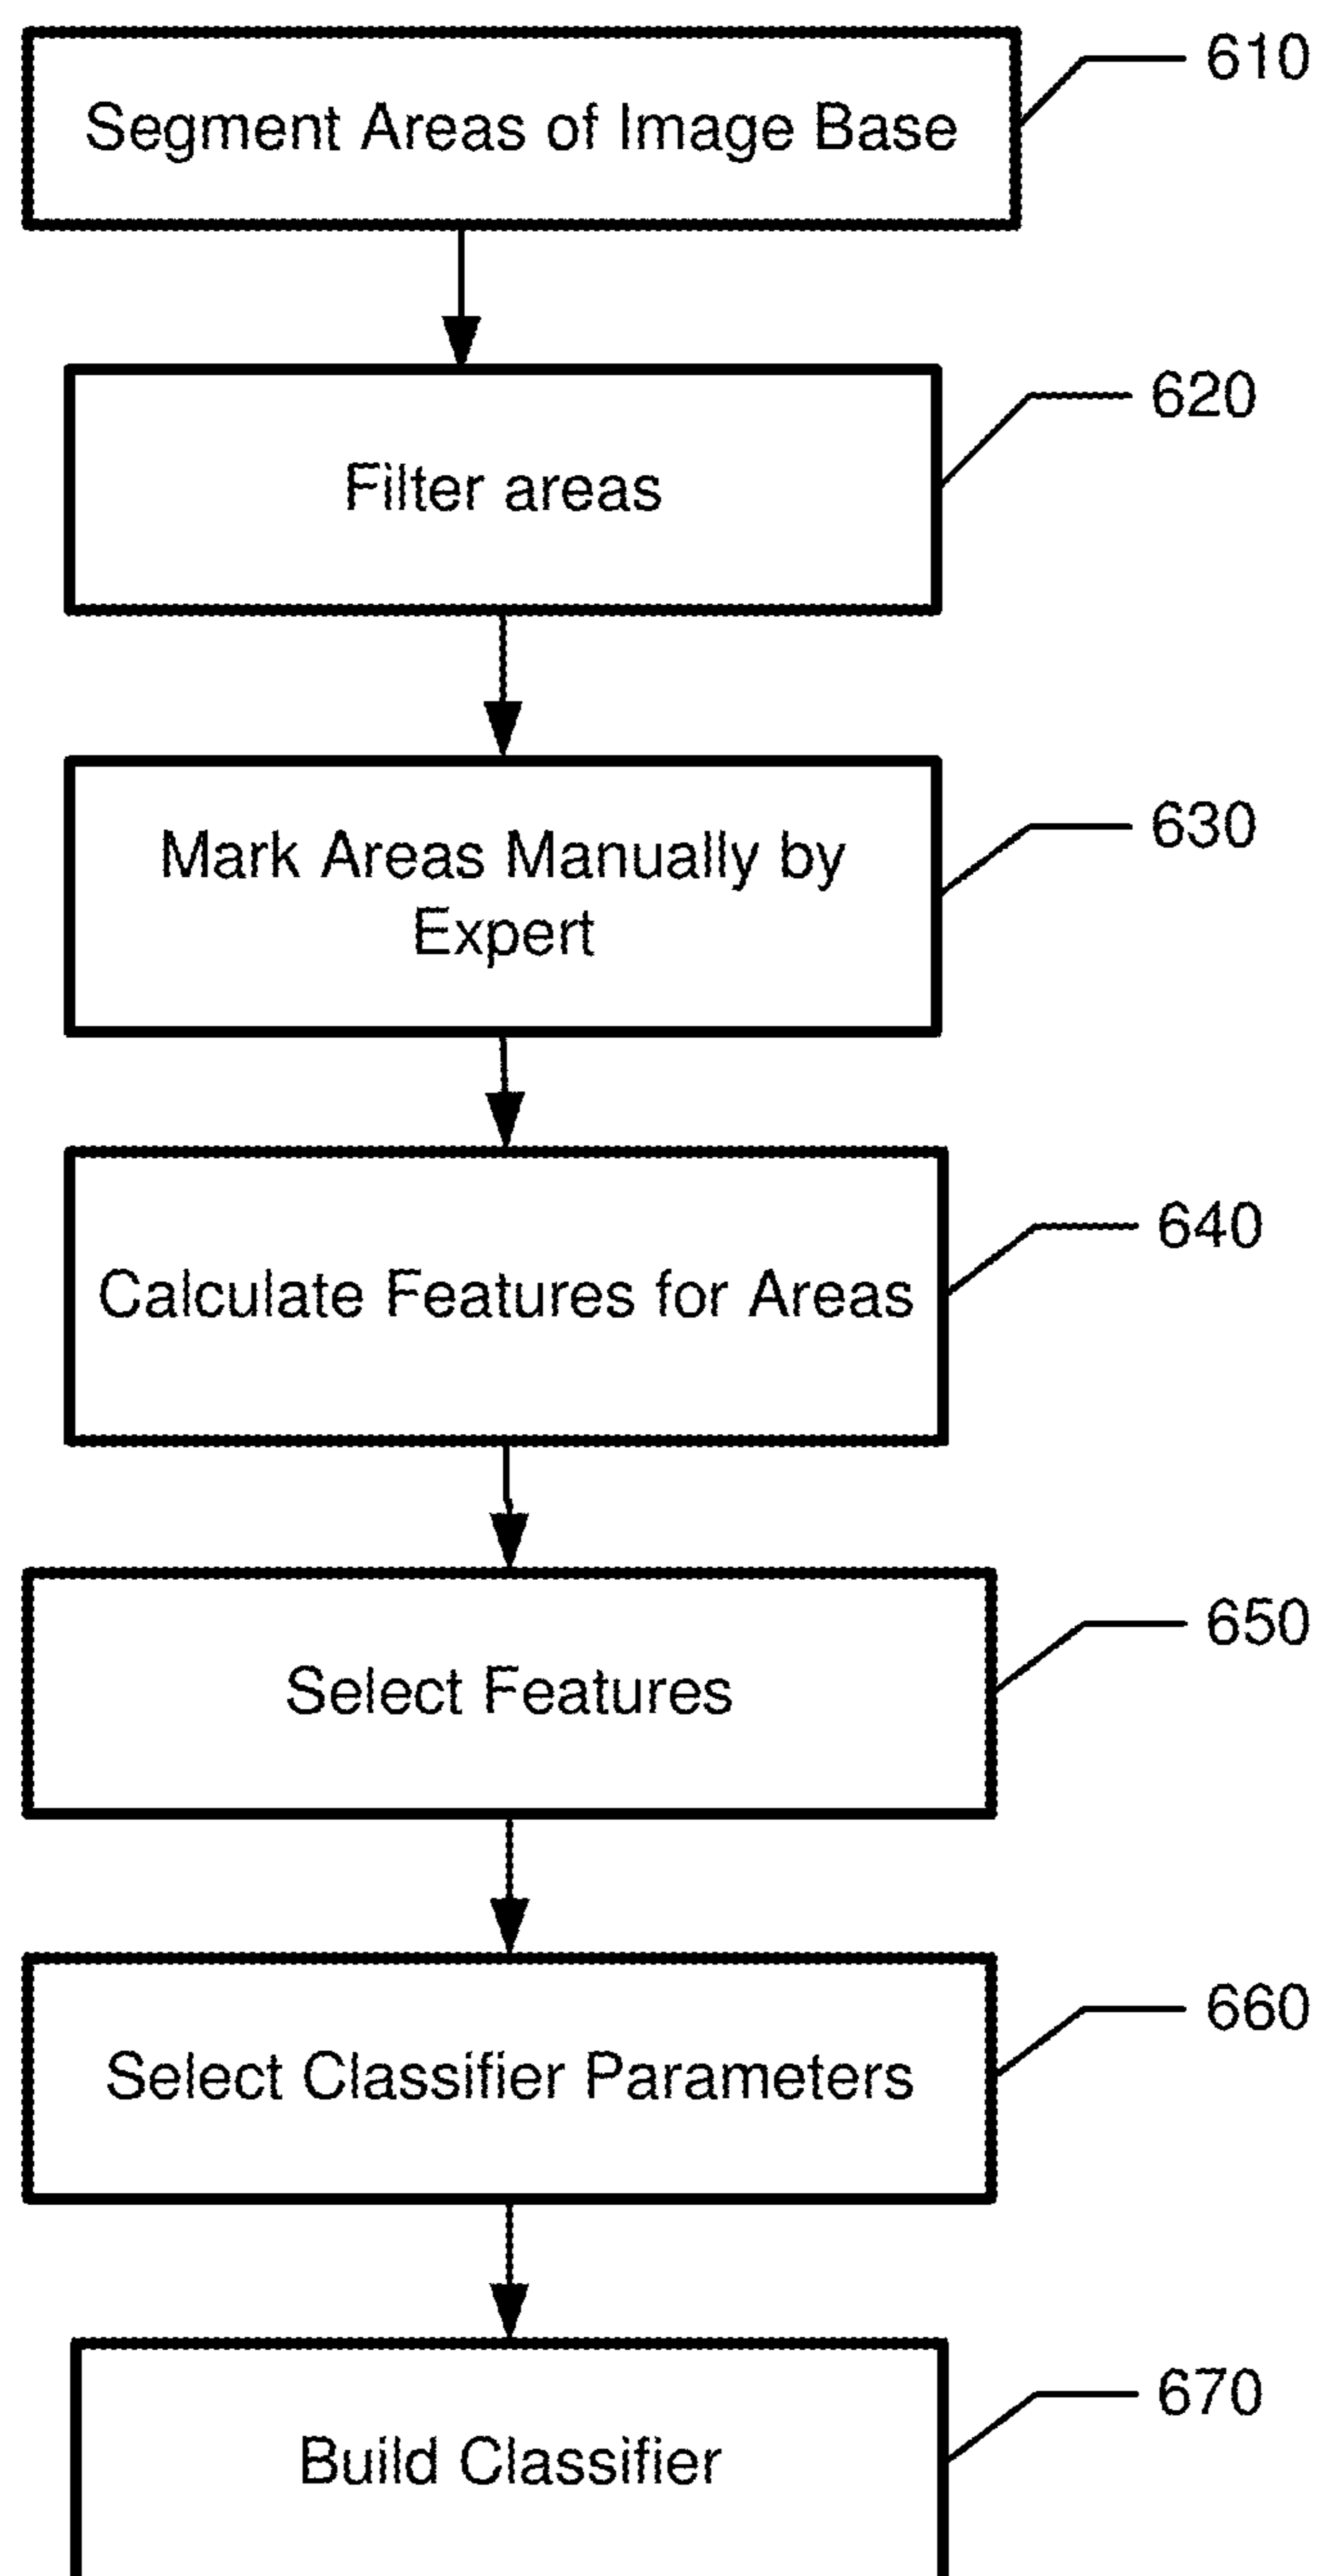 610
Segment Areas of Image Base
620
Filter areas
630
Mark Areas Manually by
Expert
640
Calculate Features for Areas
650
Select Features
660
Select Classifier Parameters
670
Build Classifier